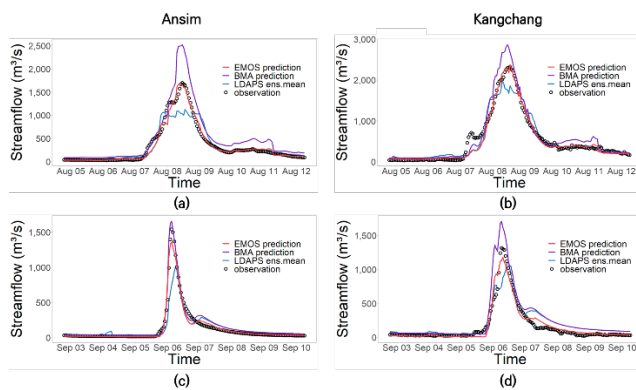 Ansim
Kangchang
Streamflow (m³/s)
2,500
2,000
1,500
1,000
500
0
EMOS prediction
BMA prediction
LDAPS ens.mean
observation
Aug 05 Aug 06 Aug 07 Aug 08 Aug 09 Aug 10 Aug 11 Aug 12
Time
(a)
Streamflow (m³/s)
3,000
2,000
1,000
0
EMOS prediction
BMA prediction
LDAPS ens.mean
observation
Aug 05 Aug 06 Aug 07 Aug 08 Aug 09 Aug 10 Aug 11 Aug 12
Time
(b)
Streamflow (m³/s)
1,500
1,000
500
0
EMOS prediction
BMA prediction
LDAPS ens.mean
observation
Sep 03 Sep 04 Sep 05 Sep 06 Sep 07 Sep 08 Sep 09 Sep 10
Time
(c)
Streamflow (m³/s)
1,500
1,000
500
0
EMOS prediction
BMA prediction
LDAPS ens.mean
observation
Sep 03 Sep 04 Sep 05 Sep 06 Sep 07 Sep 08 Sep 09 Sep 10
Time
(d)